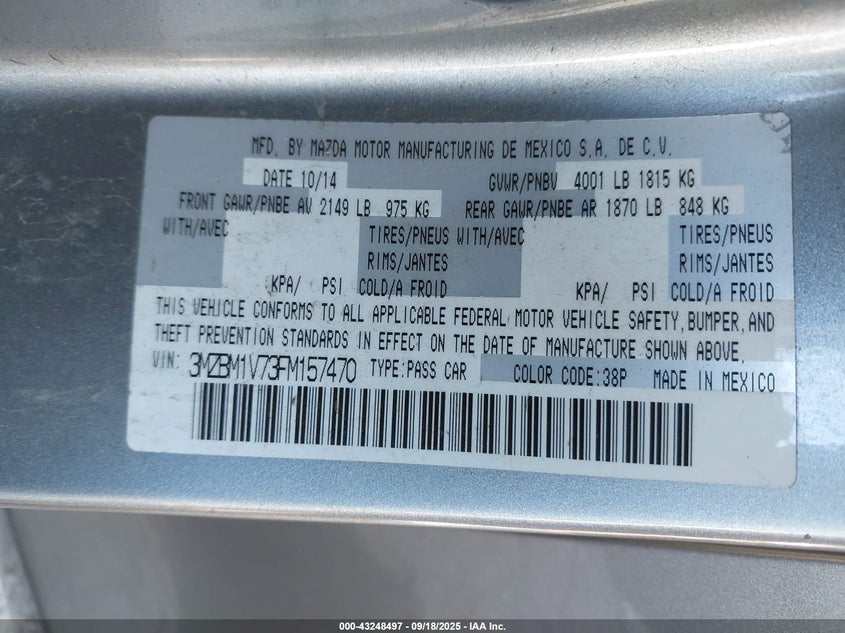 MFD. BY MAZDA MOTOR MANUFACTURING DE MEXICO S.A. DE C.V.
DATE 10/14 GVWR/PNBV 4001 LB 1815 KG
FRONT GAWR/PNBE AV 2149 LB 975 KG REAR GAWR/PNBE AR 1870 LB 848 KG
WITH/AVEC TIRES/PNEUS WITH/AVEC TIRES/PNEUS
RIMS/JANTES RIMS/JANTES
KPA/ PSI COLD/A FROID KPA/ PSI COLD/A FROID
THIS VEHICLE CONFORMS TO ALL APPLICABLE FEDERAL MOTOR VEHICLE SAFETY, BUMPER, AND
THEFT PREVENTION STANDARDS IN EFFECT ON THE DATE OF MANUFACTURE SHOWN ABOVE.
VIN: 3MZBM1V73FM157470 TYPE:PASS CAR COLOR CODE:38P MADE IN MEXICO
000-43248497 - 09/18/2025 - IAA Inc.